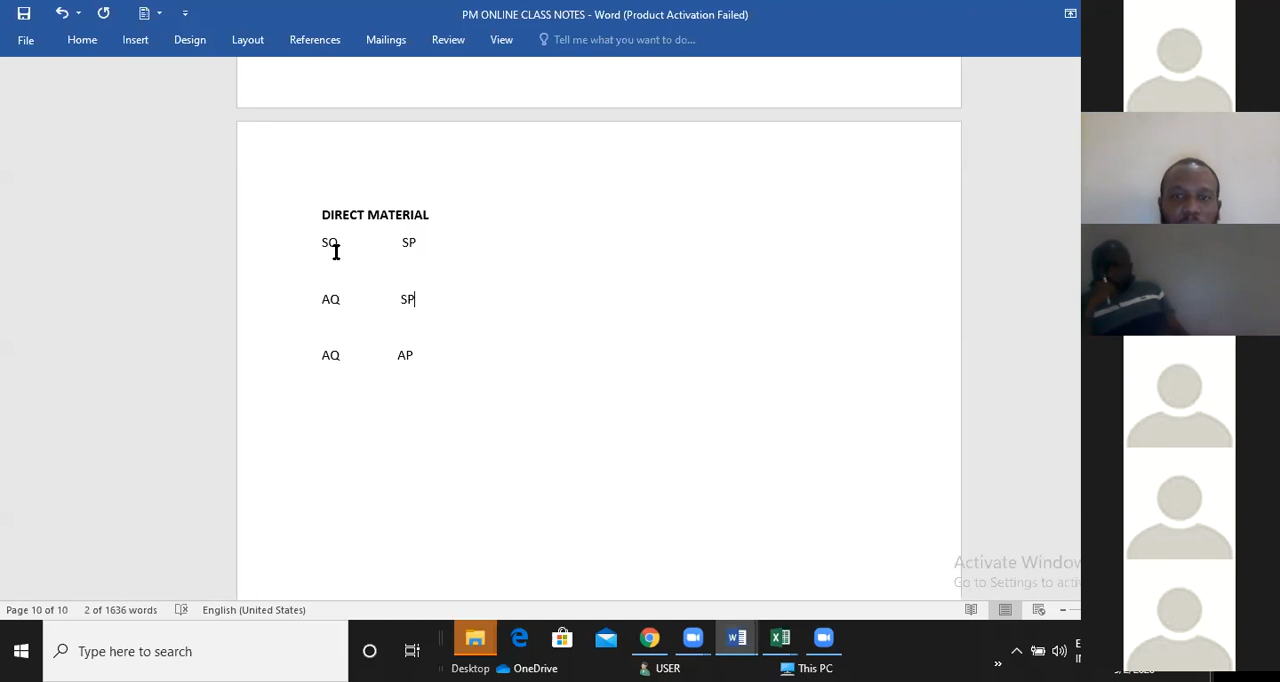 PM ONLINE CLASS NOTES - Word (Product Activation Failed)
File Home Insert Design Layout References Mailings Review View Tell me what you want to do...
DIRECT MATERIAL
SQ SP
AQ SP
AQ AP
Activate Window
Go to Settings to acti
Page 10 of 10 2 of 1636 words English (United States)
Type here to search
Desktop OneDrive USER This PC